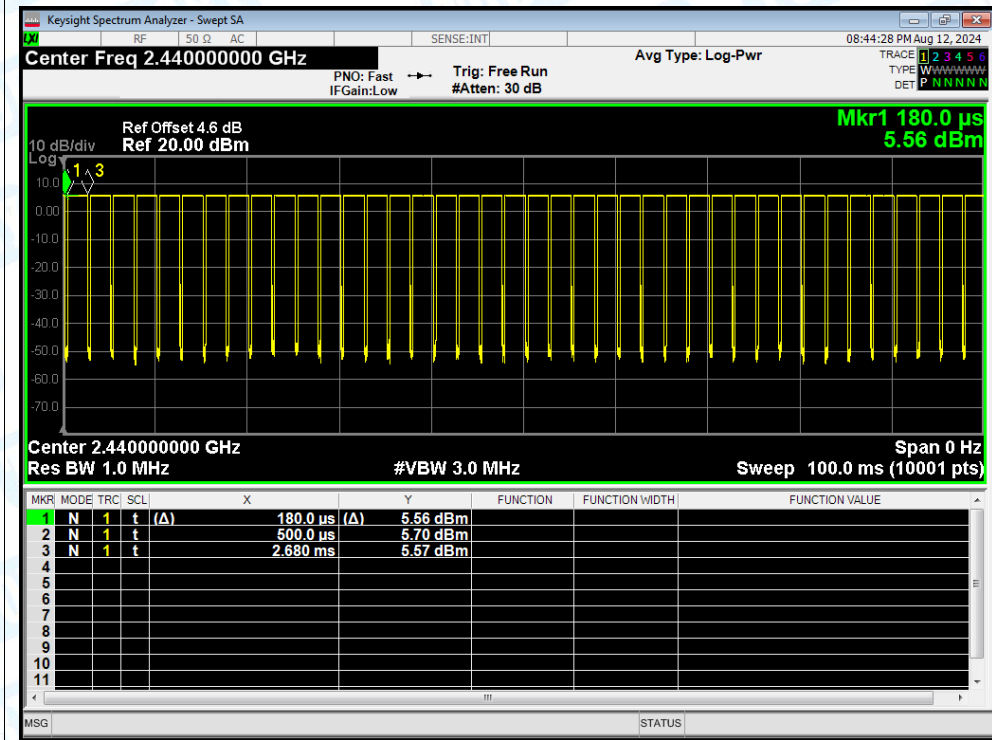 Keysight Spectrum Analyzer - Swept SA
LXI RF 50 Ω AC SENSE:INT 08:44:28 PM Aug 12, 2024
Center Freq 2.440000000 GHz Avg Type: Log-Pwr TRACE 1 2 3 4 5 6
PNO: Fast Trig: Free Run TYPE WWWWWW
IFGain:Low #Atten: 30 dB DET P N N N N N
Mkr1 180.0 µs
Ref Offset 4.6 dB
10 dB/div Ref 20.00 dBm 5.56 dBm
Log
1 3
10.0
0.00
-10.0
-20.0
-30.0
-40.0
-50.0
-60.0
-70.0
Center 2.440000000 GHz Span 0 Hz
Res BW 1.0 MHz #VBW 3.0 MHz Sweep 100.0 ms (10001 pts)
MKR MODE TRC SCL X Y FUNCTION FUNCTION WIDTH FUNCTION VALUE
1 N 1 t (Δ) 180.0 µs (Δ) 5.56 dBm
2 N 1 t 500.0 µs 5.70 dBm
3 N 1 t 2.680 ms 5.57 dBm
4
5
6
7
8
9
10
11
MSG STATUS